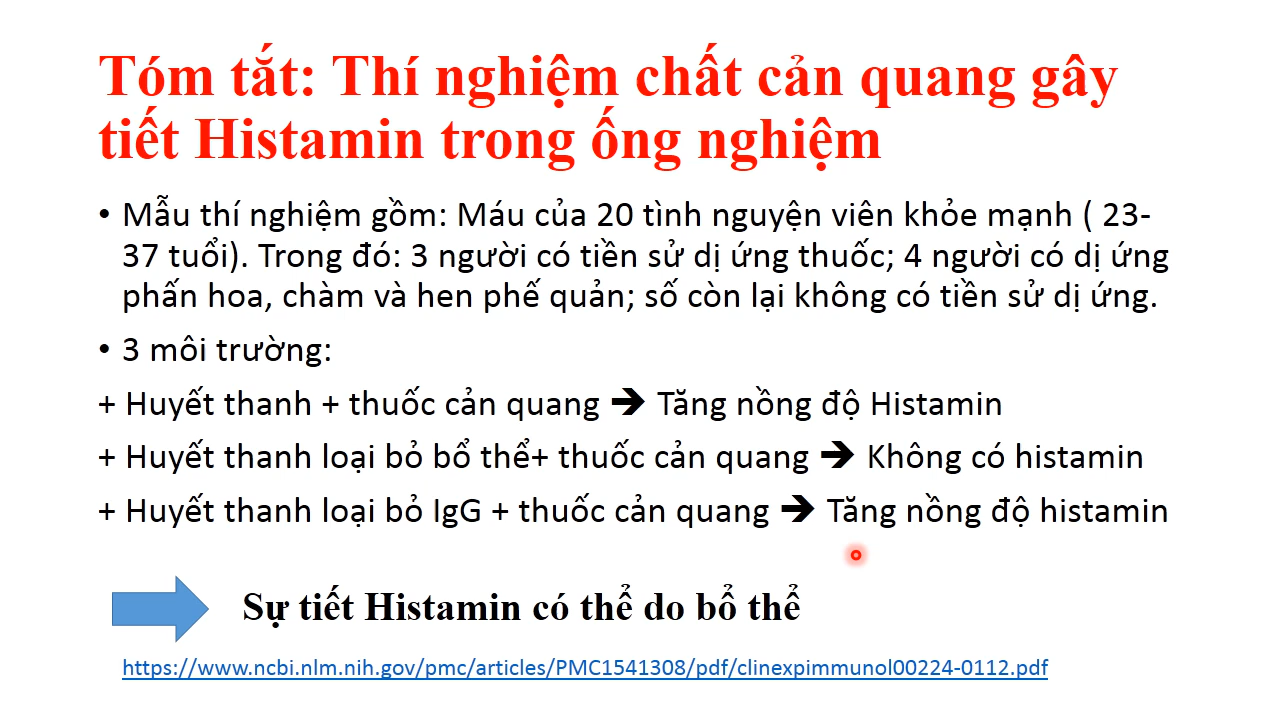 Tóm tắt: Thí nghiệm chất cản quang gây
tiết Histamin trong ống nghiệm
• Mẫu thí nghiệm gồm: Máu của 20 tình nguyện viên khỏe mạnh ( 23-
37 tuổi). Trong đó: 3 người có tiền sử dị ứng thuốc; 4 người có dị ứng
phấn hoa, chàm và hen phế quản; số còn lại không có tiền sử dị ứng.
• 3 môi trường:
+ Huyết thanh + thuốc cản quang 🡺 Tăng nồng độ Histamin
+ Huyết thanh loại bỏ bổ thể+ thuốc cản quang 🡺 Không có histamin
+ Huyết thanh loại bỏ IgG + thuốc cản quang 🡺 Tăng nồng độ histamin
Sự tiết Histamin có thể do bổ thể
https://www.ncbi.nlm.nih.gov/pmc/articles/PMC1541308/pdf/clinexpimmunol00224-0112.pdf